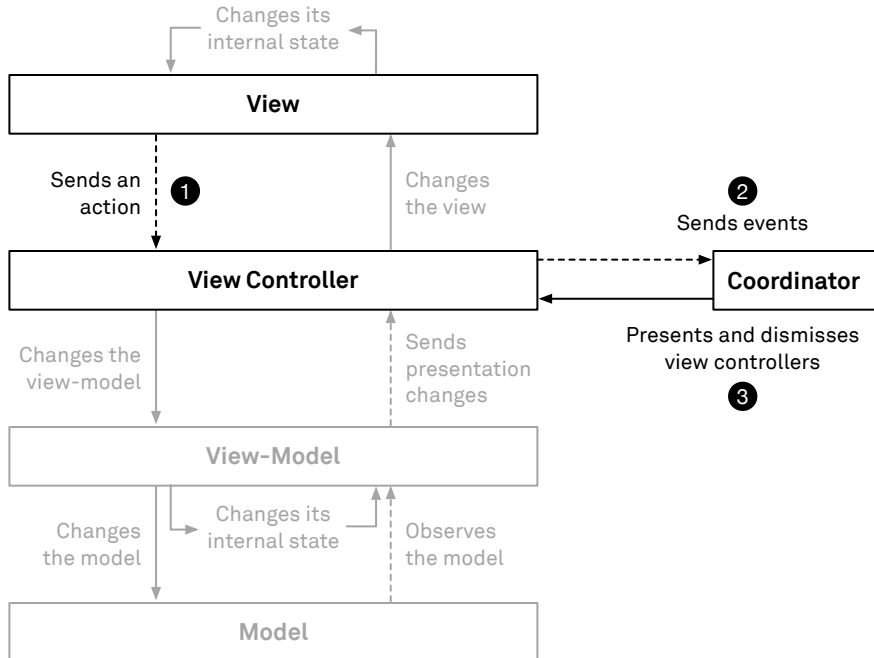 Changes its
internal state
View
Sends an
action
1
Changes
the view
2
Sends events
View Controller
Coordinator
Changes the
view-model
Sends
presentation
changes
Presents and dismisses
view controllers
3
View-Model
Changes
the model
Changes its
internal state
Observes
the model
Model